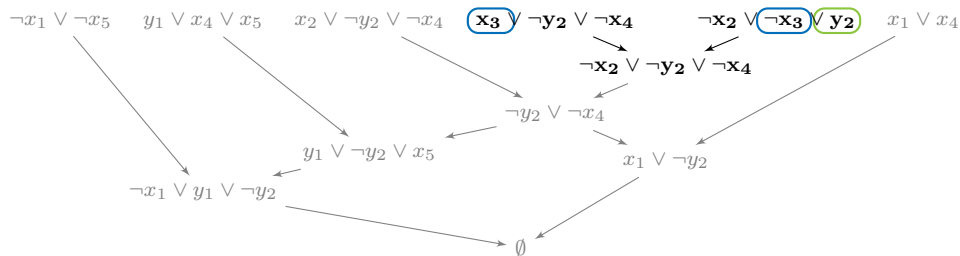 ¬x₁ ∨ ¬x₅ y₁ ∨ x₄ ∨ x₅ x₂ ∨ ¬y₂ ∨ ¬x₄ x₃ ∨ ¬y₂ ∨ ¬x₄ ¬x₂ ∨ ¬x₃ ∨ y₂ x₁ ∨ x₄
¬x₂ ∨ ¬y₂ ∨ ¬x₄
¬y₂ ∨ ¬x₄
y₁ ∨ ¬y₂ ∨ x₅ x₁ ∨ ¬y₂
¬x₁ ∨ y₁ ∨ ¬y₂
∅